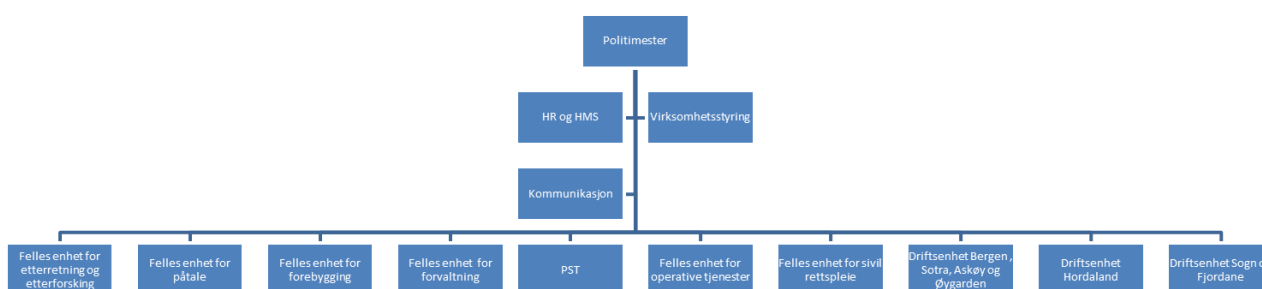 Politimester
HR og HMS
Virksomhetsstyring
Kommunikasjon
Felles enhet for
etterretning og
etterforsking
Felles enhet for
påtale
Felles enhet for
forebygging
Felles enhet for
forvaltning
PST
Felles enhet for
operative tjenester
Felles enhet for sivil
rettspleie
Driftsenhet Bergen ,
Sotra, Askøy og
Øygarden
Driftsenhet
Hordaland
Driftsenhet Sogn
Fjordane